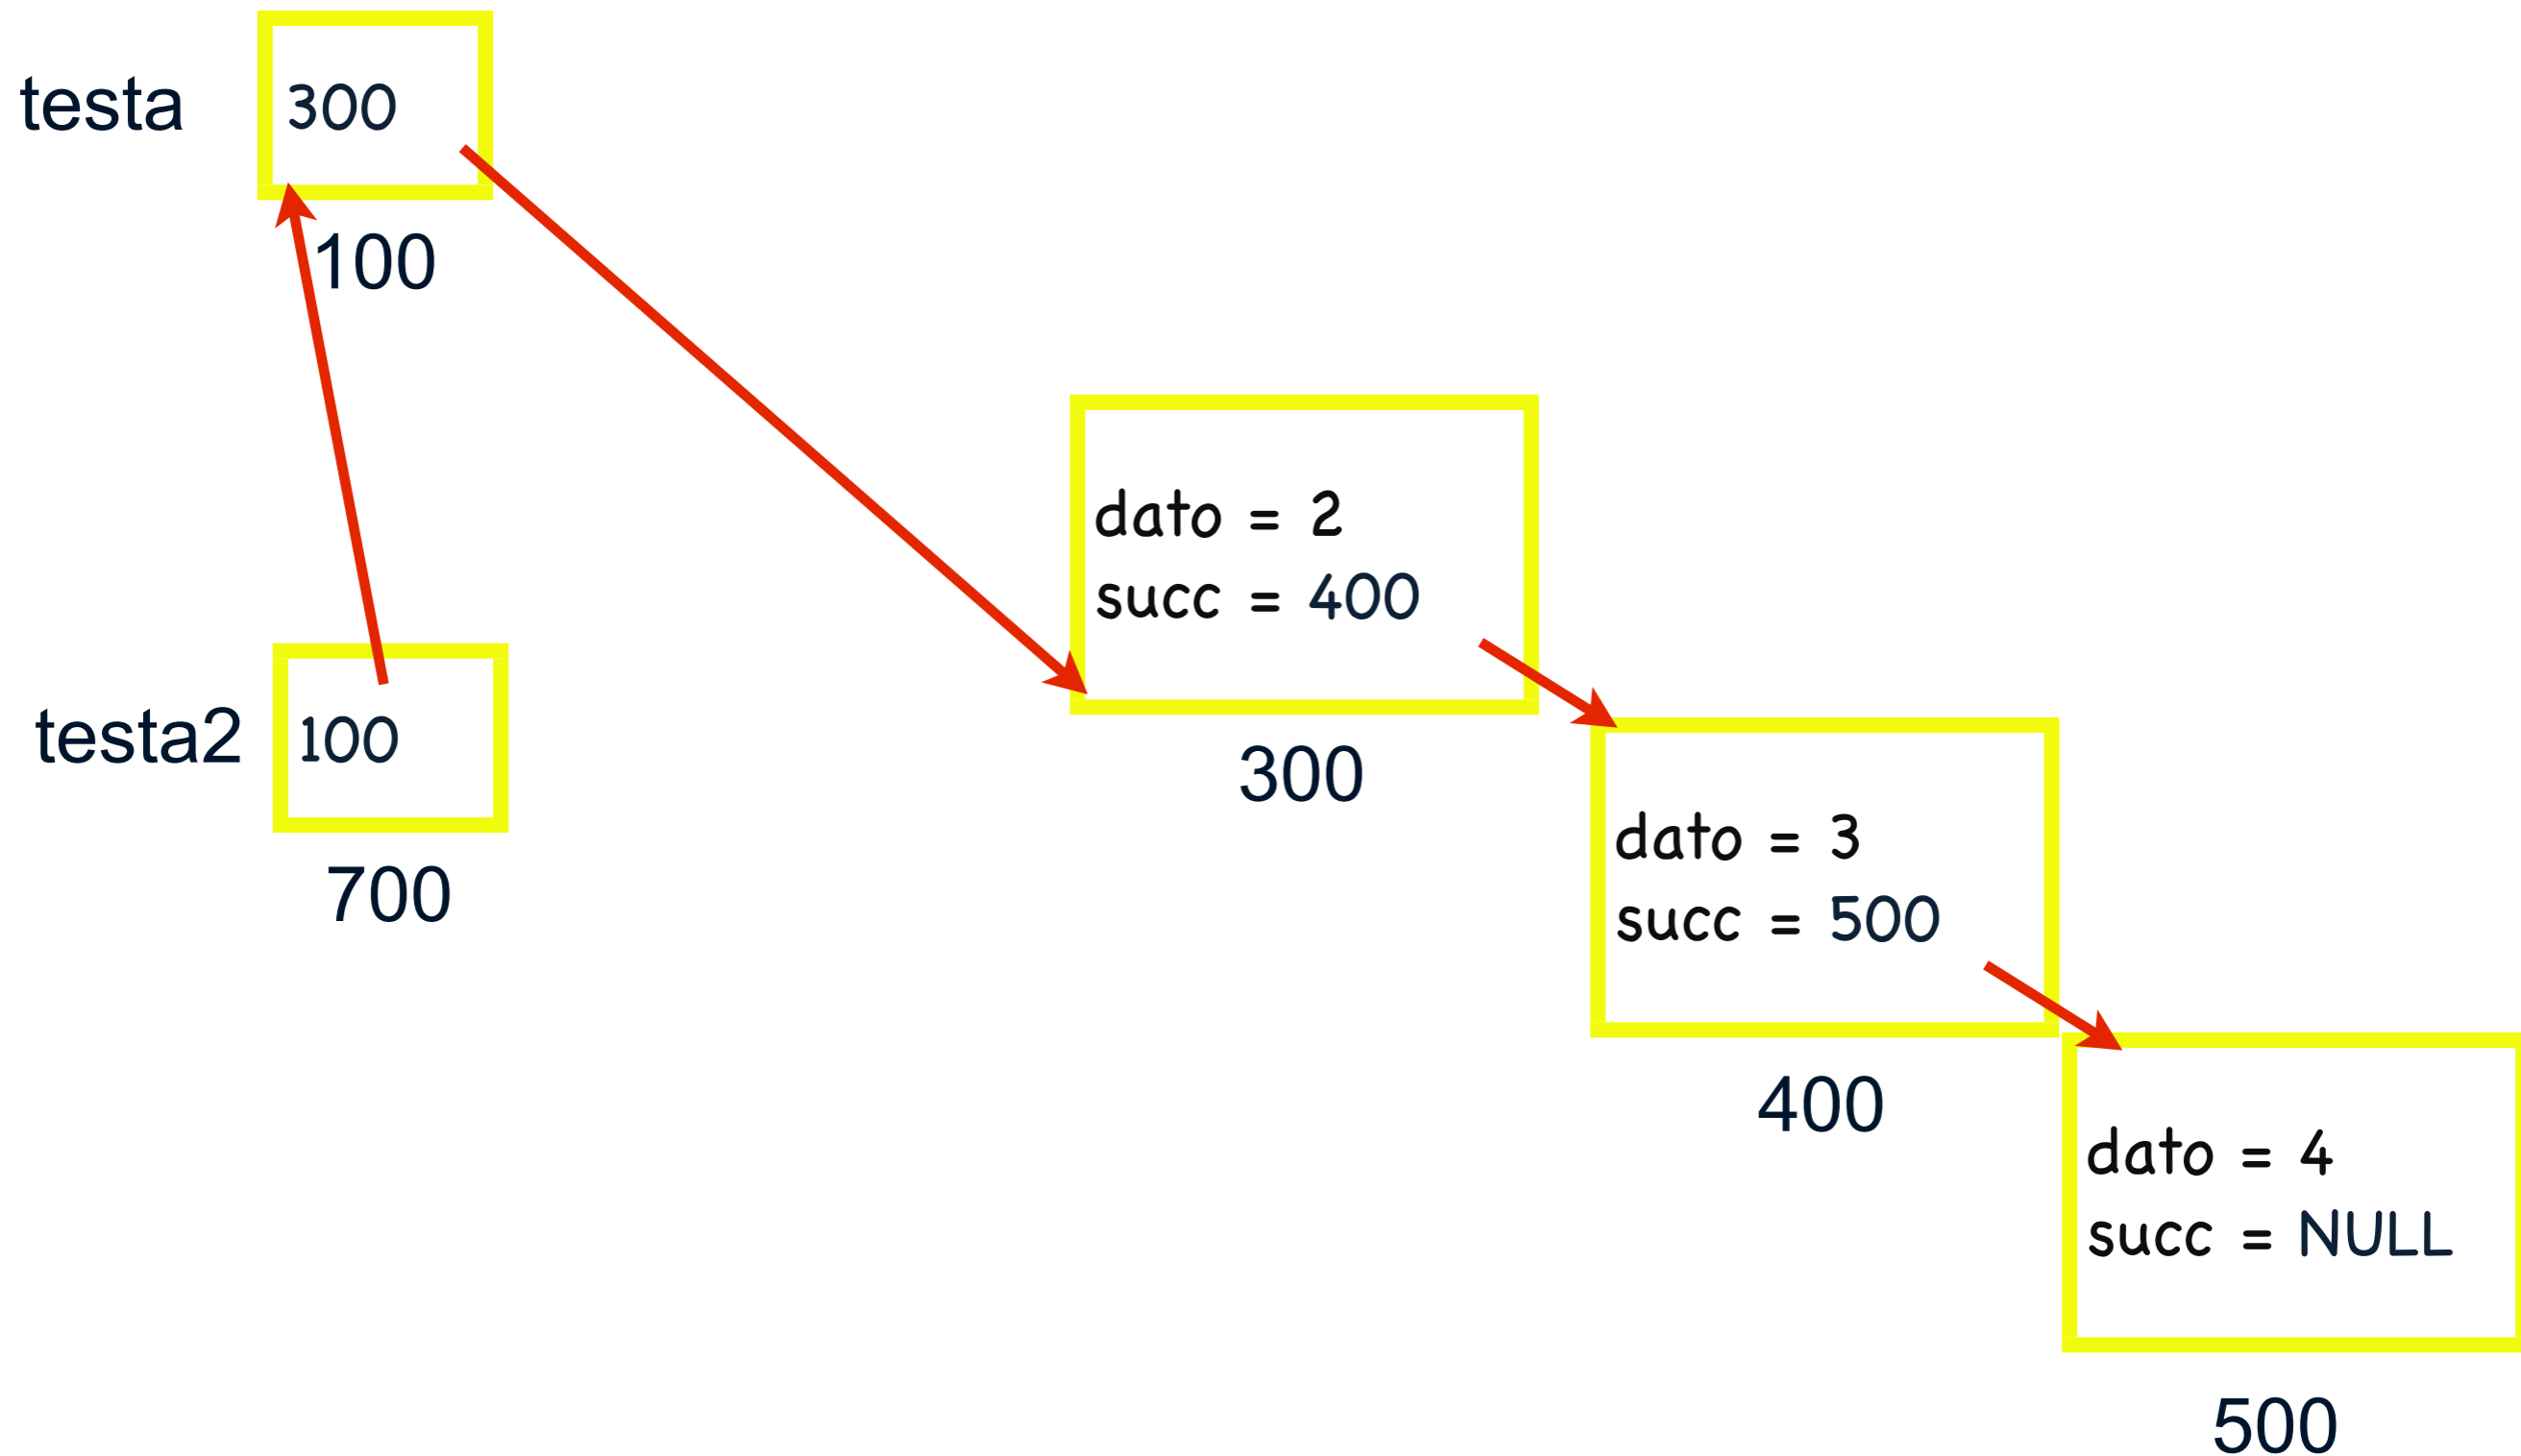 testa
300
100
dato = 2
succ = 400
300
testa2
100
700
dato = 3
succ = 500
400
dato = 4
succ = NULL
500